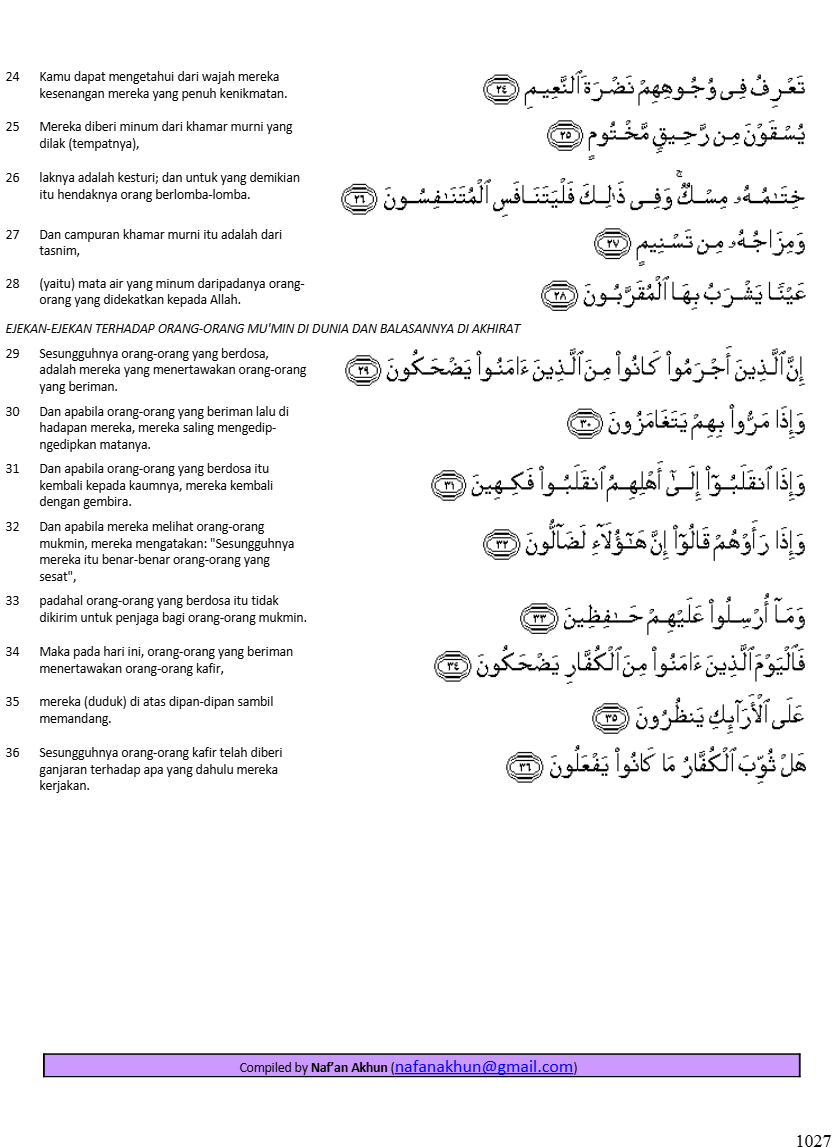 24 Kamu dapat mengetahui dari wajah mereka
kesenangan mereka yang penuh kenikmatan.
تَعْرِفُ فِى وُجُوهِهِمْ نَضْرَةَ ٱلنَّعِيمِ ٢٤
25 Mereka diberi minum dari khamar murni yang
dilak (tempatnya),
يُسْقَوْنَ مِن رَّحِيقٍ مَّخْتُومٍ ٢٥
26 laknya adalah kesturi; dan untuk yang demikian
itu hendaknya orang berlomba-lomba.
خِتَـٰمُهُۥ مِسْكٌ ۚ وَفِى ذَٰلِكَ فَلْيَتَنَافَسِ ٱلْمُتَنَـٰفِسُونَ ٢٦
27 Dan campuran khamar murni itu adalah dari
tasnim,
وَمِزَاجُهُۥ مِن تَسْنِيمٍ ٢٧
28 (yaitu) mata air yang minum daripadanya orang-
orang yang didekatkan kepada Allah.
عَيْنًا يَشْرَبُ بِهَا ٱلْمُقَرَّبُونَ ٢٨
EJEKAN-EJEKAN TERHADAP ORANG-ORANG MU'MIN DI DUNIA DAN BALASANNYA DI AKHIRAT
29 Sesungguhnya orang-orang yang berdosa,
adalah mereka yang menertawakan orang-orang
yang beriman.
إِنَّ ٱلَّذِينَ أَجْرَمُوا۟ كَانُوا۟ مِنَ ٱلَّذِينَ ءَامَنُوا۟ يَضْحَكُونَ ٢٩
30 Dan apabila orang-orang yang beriman lalu di
hadapan mereka, mereka saling mengedip-
ngedipkan matanya.
وَإِذَا مَرُّوا۟ بِهِمْ يَتَغَامَزُونَ ٣٠
31 Dan apabila orang-orang yang berdosa itu
kembali kepada kaumnya, mereka kembali
dengan gembira.
وَإِذَا ٱنقَلَبُوٓا۟ إِلَىٰٓ أَهْلِهِمُ ٱنقَلَبُوا۟ فَكِهِينَ ٣١
32 Dan apabila mereka melihat orang-orang
mukmin, mereka mengatakan: "Sesungguhnya
mereka itu benar-benar orang-orang yang
sesat",
وَإِذَا رَأَوْهُمْ قَالُوٓا۟ إِنَّ هَـٰٓؤُلَآءِ لَضَآلُّونَ ٣٢
33 padahal orang-orang yang berdosa itu tidak
dikirim untuk penjaga bagi orang-orang mukmin.
وَمَآ أُرْسِلُوا۟ عَلَيْهِمْ حَـٰفِظِينَ ٣٣
34 Maka pada hari ini, orang-orang yang beriman
menertawakan orang-orang kafir,
فَٱلْيَوْمَ ٱلَّذِينَ ءَامَنُوا۟ مِنَ ٱلْكُفَّارِ يَضْحَكُونَ ٣٤
35 mereka (duduk) di atas dipan-dipan sambil
memandang.
عَلَى ٱلْأَرَآئِكِ يَنظُرُونَ ٣٥
36 Sesungguhnya orang-orang kafir telah diberi
ganjaran terhadap apa yang dahulu mereka
kerjakan.
هَلْ ثُوِّبَ ٱلْكُفَّارُ مَا كَانُوا۟ يَفْعَلُونَ ٣٦
Compiled by Naf'an Akhun (nafanakhun@gmail.com)
1027